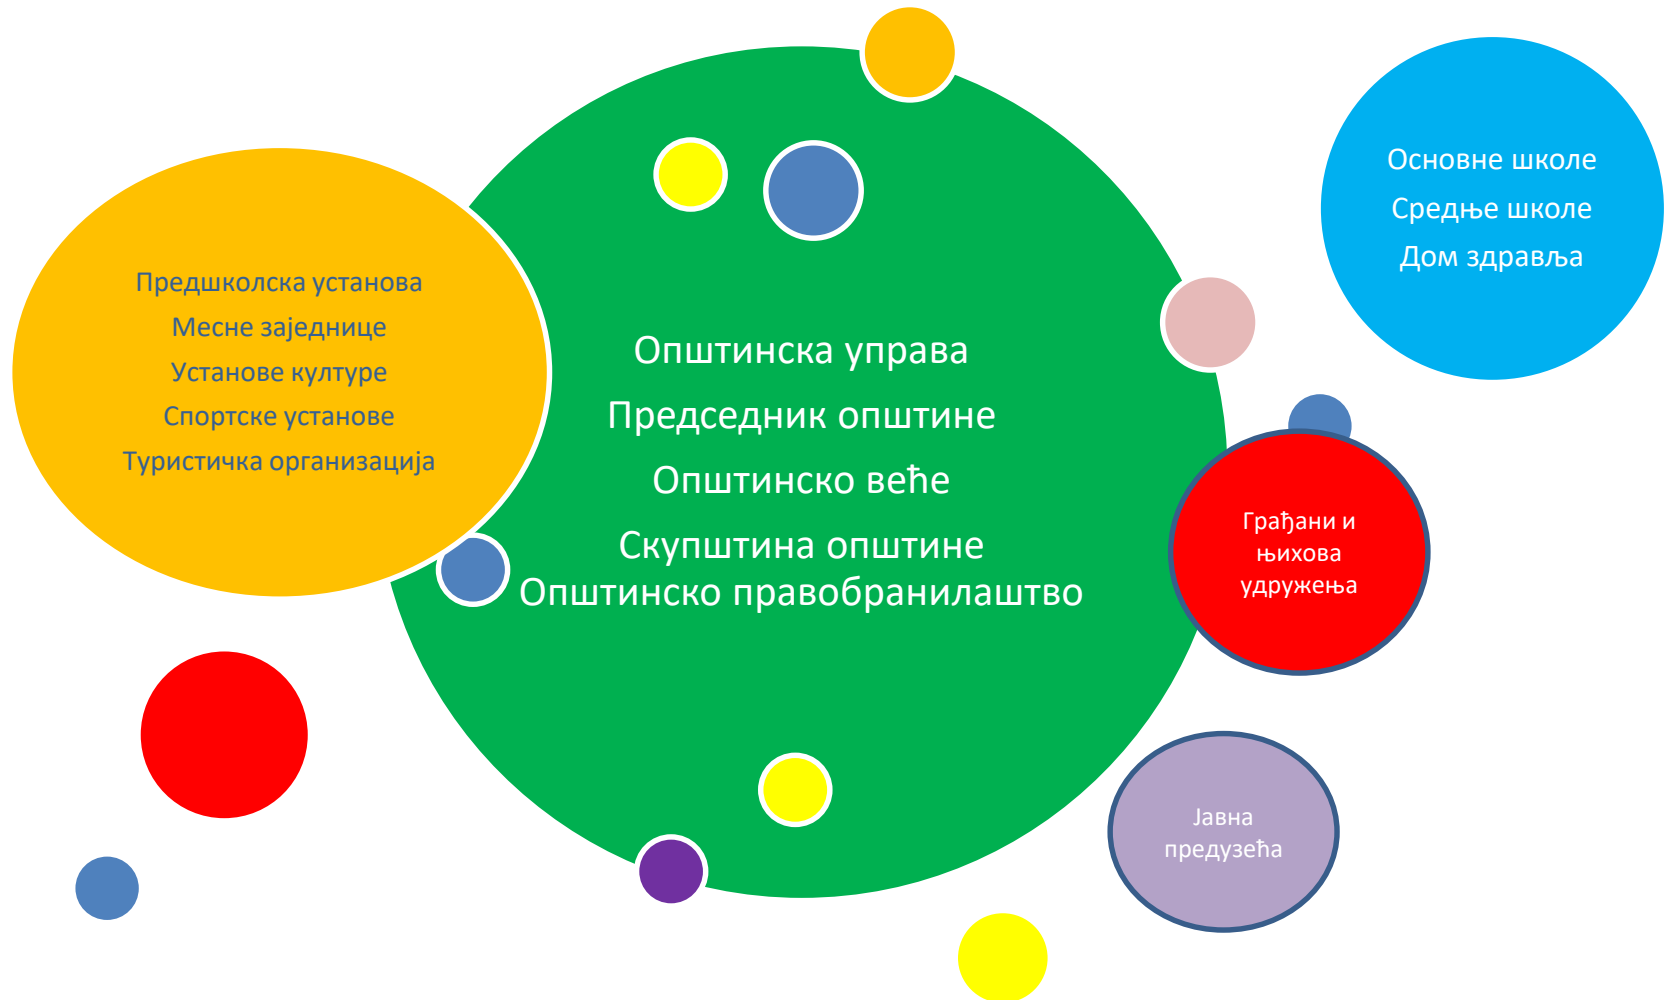 Предшколска установа
Месне заједнице
Установе културе
Спортске установе
Туристичка организација
Општинска управа
Председник општине
Општинско веће
Скупштина општине
Општинско правобранилаштво
Основне школе
Средње школе
Дом здравља
Грађани и
њихова
удружења
Јавна
предузећа